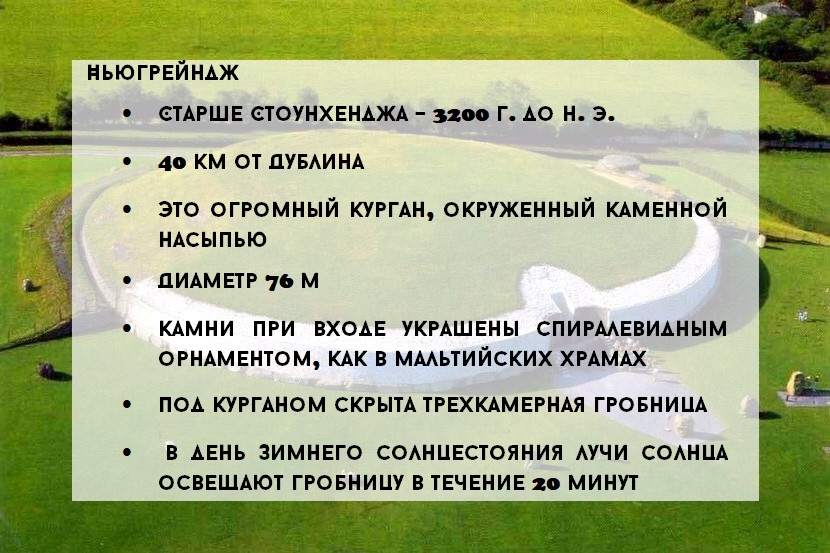 НЬЮГРЕЙНДЖ
• СТАРШЕ СТОУНХЕНДЖА – 3200 Г. ДО Н. Э.
• 40 КМ ОТ ДУБЛИНА
• ЭТО ОГРОМНЫЙ КУРГАН, ОКРУЖЕННЫЙ КАМЕННОЙ
НАСЫПЬЮ
• ДИАМЕТР 76 М
• КАМНИ ПРИ ВХОДЕ УКРАШЕНЫ СПИРАЛЕВИДНЫМ
ОРНАМЕНТОМ, КАК В МАЛЬТИЙСКИХ ХРАМАХ
• ПОД КУРГАНОМ СКРЫТА ТРЕХКАМЕРНАЯ ГРОБНИЦА
• В ДЕНЬ ЗИМНЕГО СОЛНЦЕСТОЯНИЯ ЛУЧИ СОЛНЦА
ОСВЕЩАЮТ ГРОБНИЦУ В ТЕЧЕНИЕ 20 МИНУТ